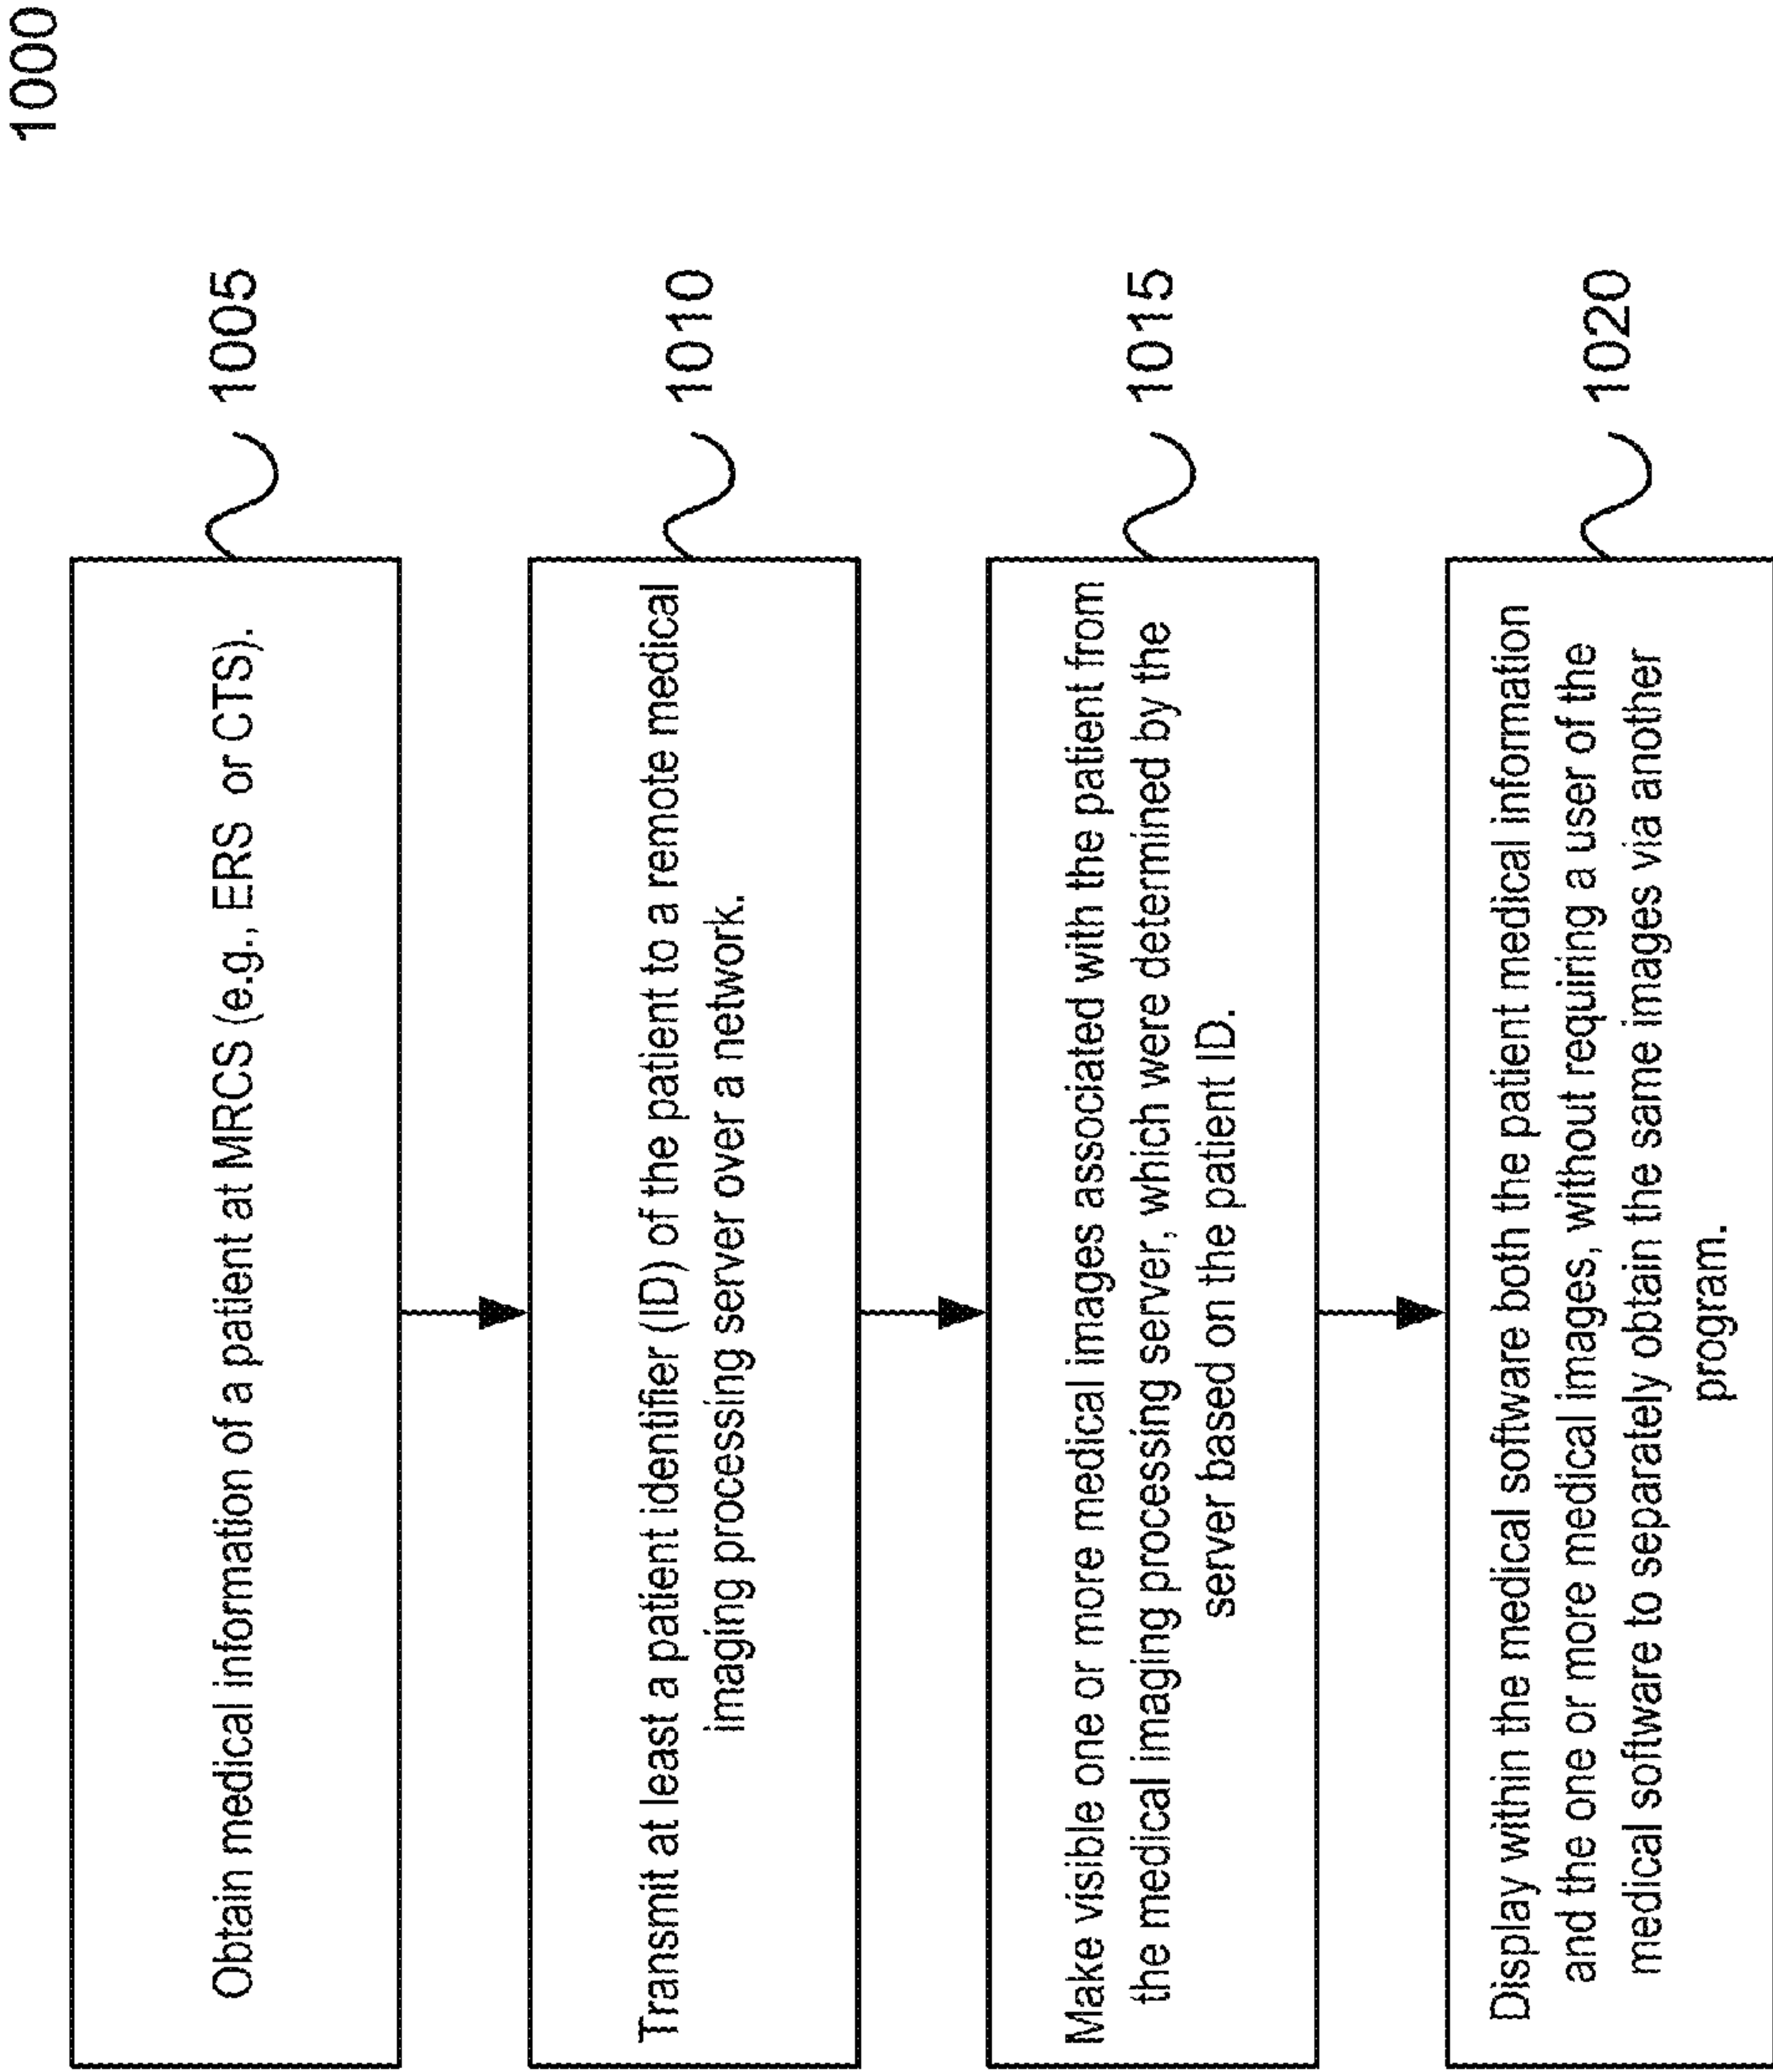 1000
Obtain medical information of a patient at MRCS (e.g., ERS or CTS).
1005
Transmit at least a patient identifier (ID) of the patient to a remote medical
imaging processing server over a network.
1010
Make visible one or more medical images associated with the patient from
the medical imaging processing server, which were determined by the
server based on the patient ID.
1015
Display within the medical software both the patient medical information
and the one or more medical images, without requiring a user of the
medical software to separately obtain the same images via another
program.
1020